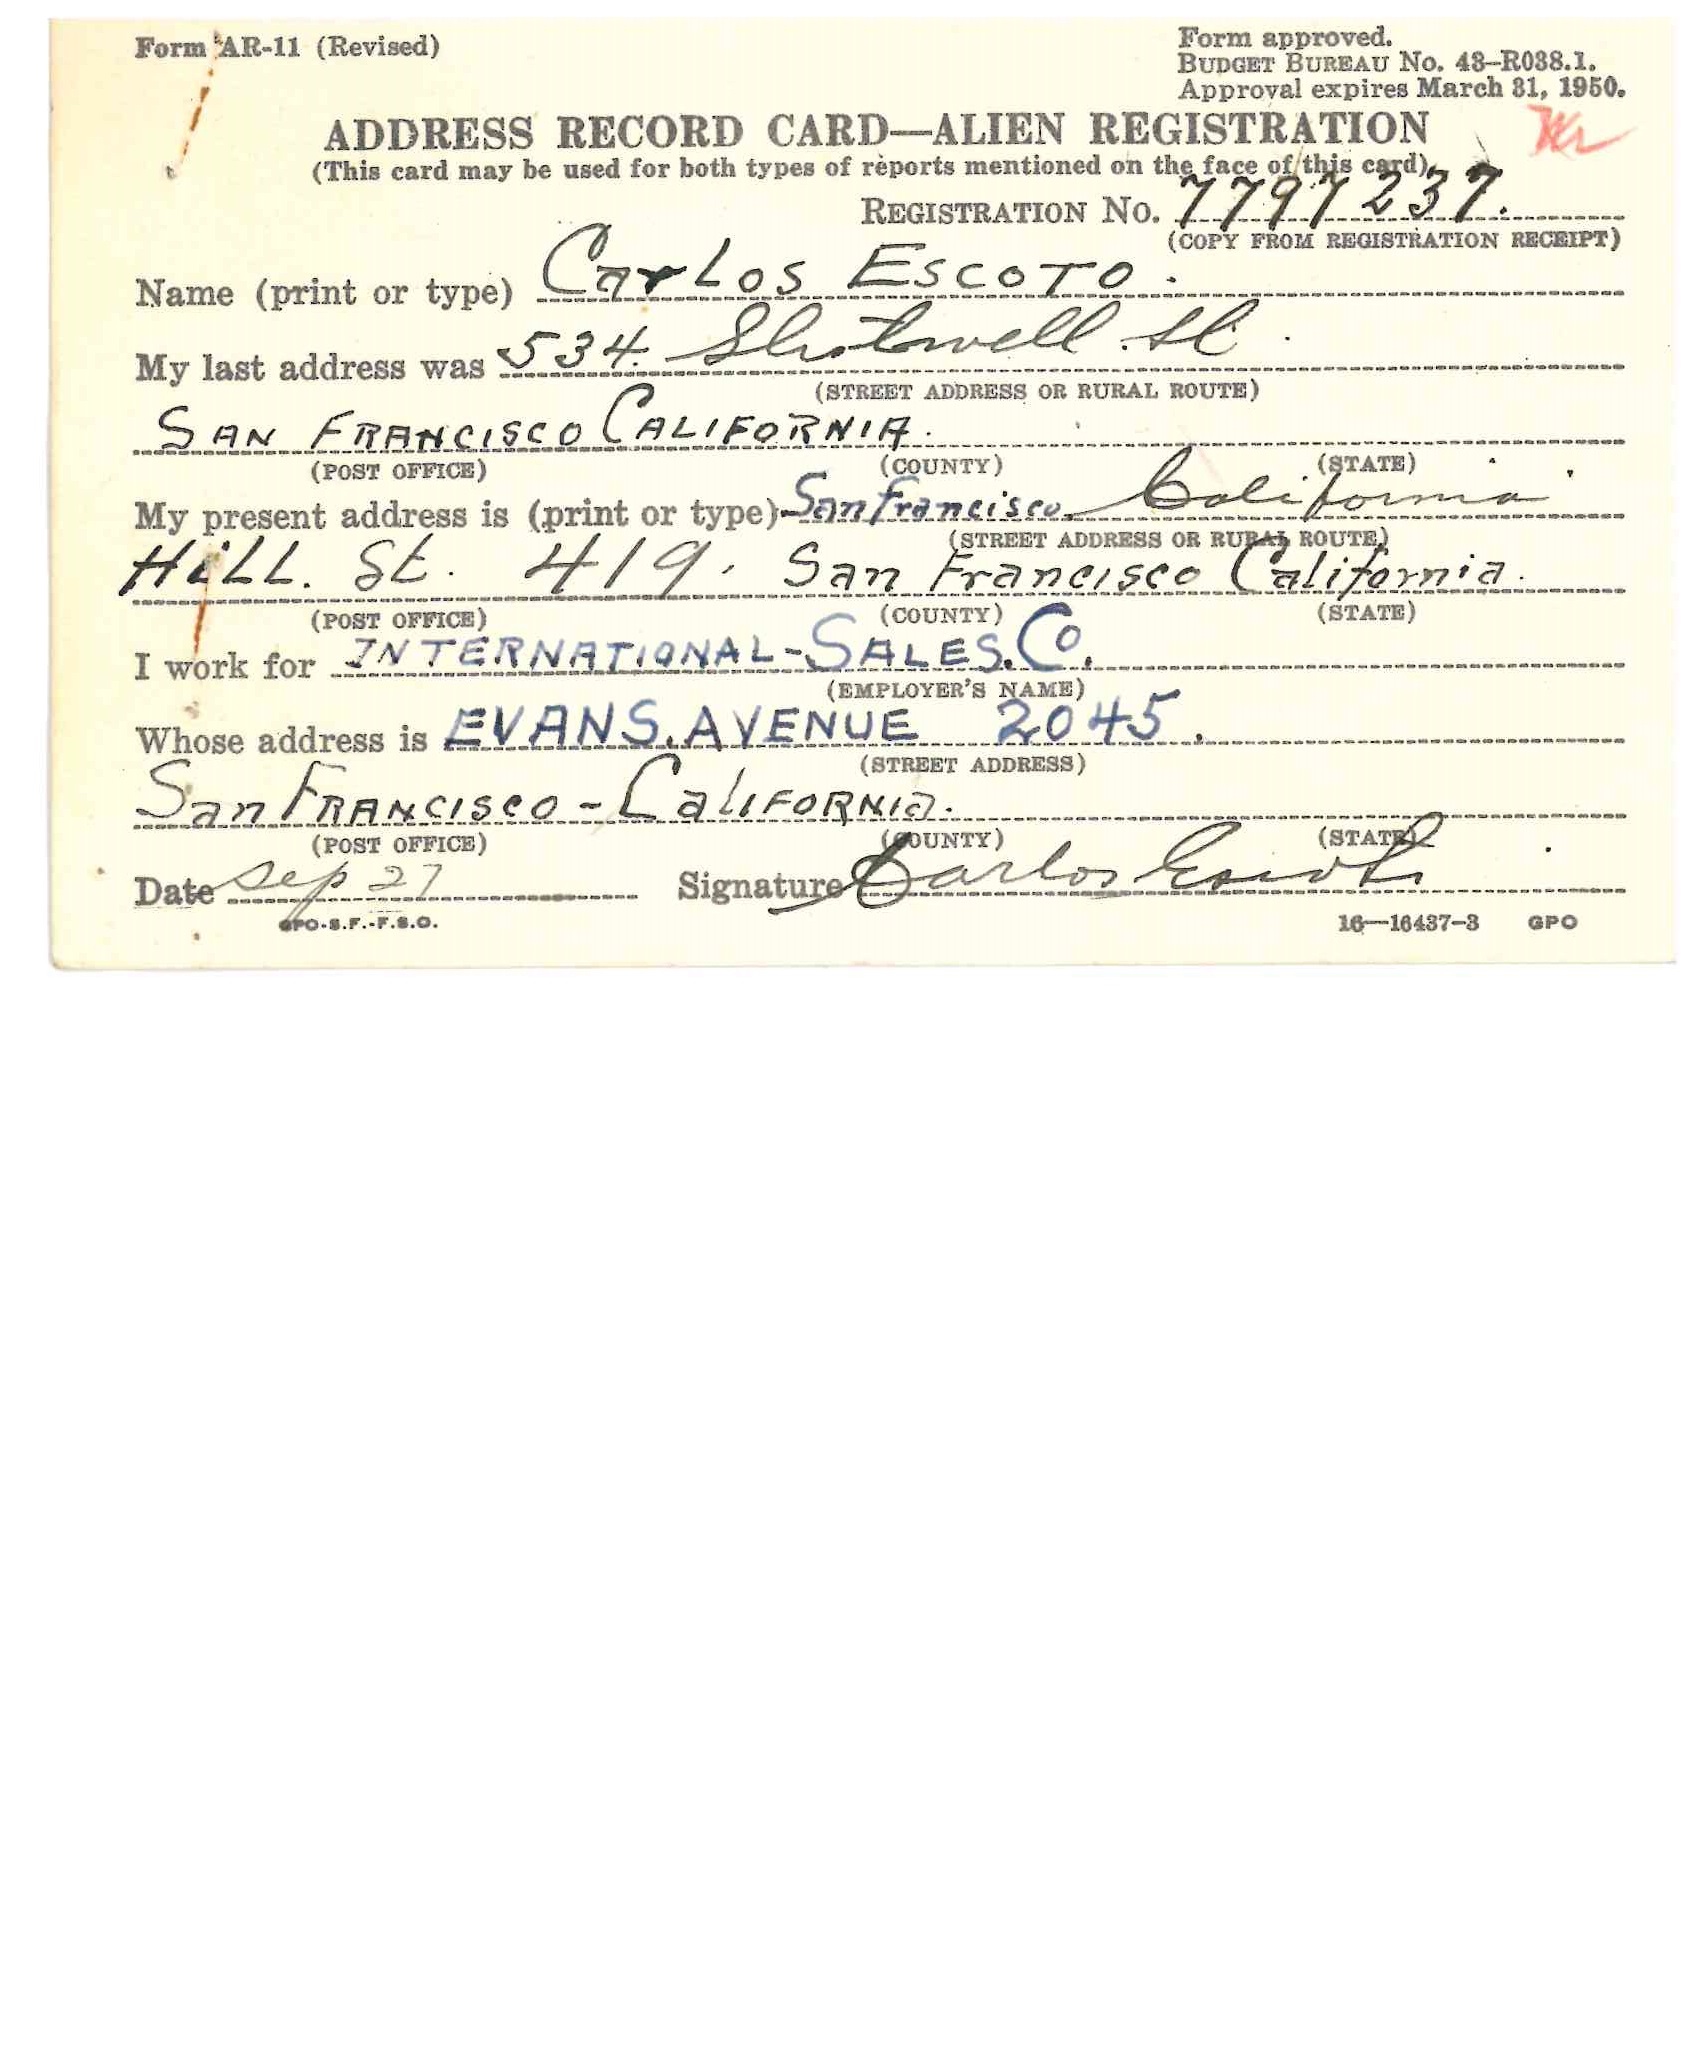 Form AR-11 (Revised)
Form approved.
BUDGET BUREAU No. 43-R038.1.
Approval expires March 31, 1950.
ADDRESS RECORD CARD—ALIEN REGISTRATION
(This card may be used for both types of reports mentioned on the face of this card)
REGISTRATION No. 7797237.
(COPY FROM REGISTRATION RECEIPT)
Name (print or type) CarLos ESCOTO.
My last address was 534. Shotwell. St.
(STREET ADDRESS OR RURAL ROUTE)
SAN FRANCISCO CALIFORNIA.
(POST OFFICE) (COUNTY) (STATE)
My present address is (print or type) San Francisco. California
(STREET ADDRESS OR RURAL ROUTE)
HiLL. St. 419. San Francisco California.
(POST OFFICE) (COUNTY) (STATE)
I work for INTERNATIONAL-SALES.CO.
(EMPLOYER'S NAME)
Whose address is EVANS.AVENUE 2045.
(STREET ADDRESS)
San FRANCISCO-CaLIFORNIa.
(POST OFFICE) (COUNTY) (STATE)
Date Sep 27 Signature Carlos Escoto
GPO-S.F.-F.S.O. 16—16437-3 GPO